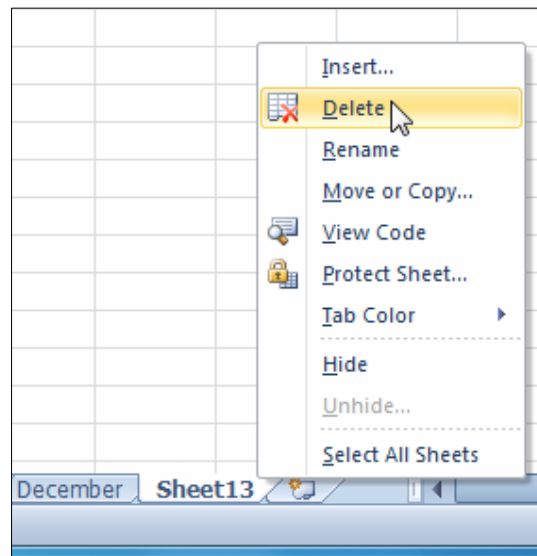 Insert...
Delete
Rename
Move or Copy...
View Code
Protect Sheet...
Tab Color
Hide
Unhide...
Select All Sheets
December Sheet13